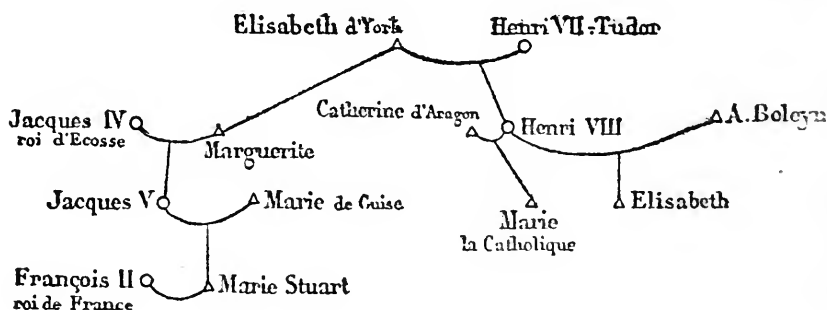 Elisabeth d'York
Henri VII-Tudor
Jacques IV
roi d'Ecosse
Marguerite
Catherine d'Aragon
Henri VIII
A. Boleyn
Jacques V
Marie de Guise
Marie
la Catholique
Elisabeth
François II
roi de France
Marie Stuart